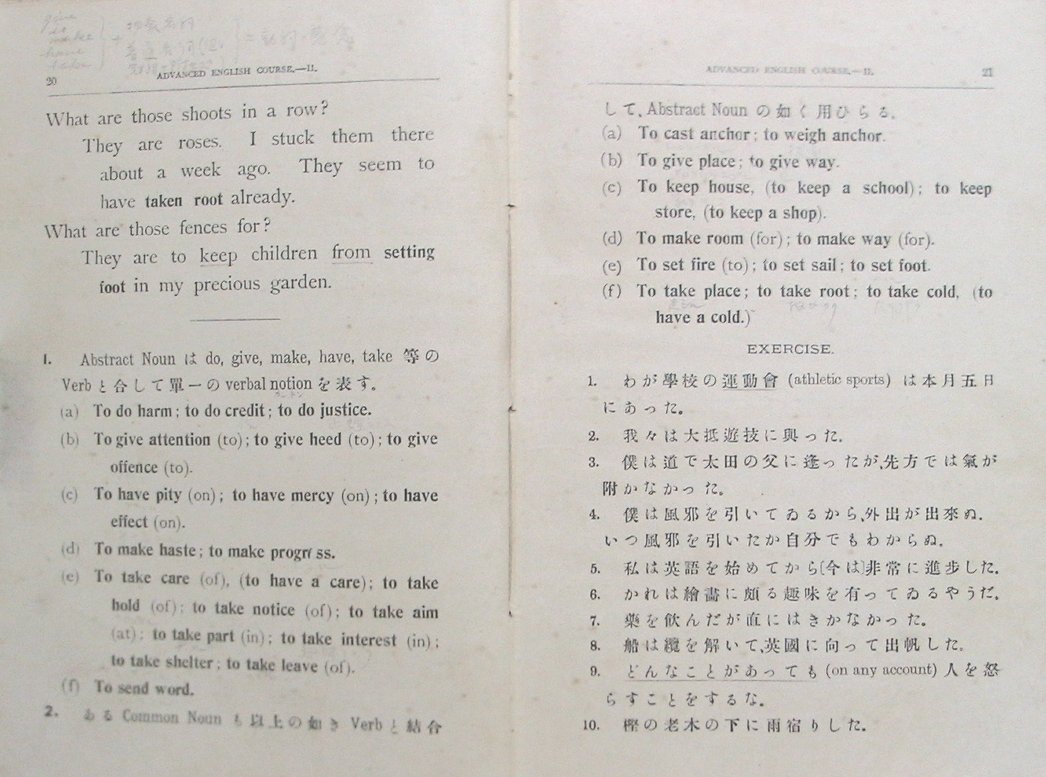 give
make
have
take
20
ADVANCED ENGLISH COURSE.—II.
What are those shoots in a row?
They are roses. I stuck them there
about a week ago. They seem to
have taken root already.
What are those fences for?
They are to keep children from setting
foot in my precious garden.
1. Abstract Noun は do, give, make, have, take 等の
Verb と合して單一の verbal notion を表す。
(a) To do harm; to do credit; to do justice.
(b) To give attention (to); to give heed (to); to give
offence (to).
(c) To have pity (on); to have mercy (on); to have
effect (on).
(d) To make haste; to make progress.
(e) To take care (of), (to have a care); to take
hold (of); to take notice (of); to take aim
(at); to take part (in); to take interest (in);
to take shelter; to take leave (of).
(f) To send word.
2. ある Common Noun も以上の如き Verb と結合
ADVANCED ENGLISH COURSE.—II.
21
して、Abstract Noun の如く用ひらる。
(a) To cast anchor; to weigh anchor.
(b) To give place; to give way.
(c) To keep house, (to keep a school); to keep
store, (to keep a shop).
(d) To make room (for); to make way (for).
(e) To set fire (to); to set sail; to set foot.
(f) To take place; to take root; to take cold, (to
have a cold.)
EXERCISE.
1. わが學校の運動會 (athletic sports) は本月五日
にあった。
2. 我々は大抵遊技に與った。
3. 僕は道で太田の父に逢ったが、先方では氣が
附かなかった。
4. 僕は風邪を引いてゐるから、外出が出來ぬ。
いつ風邪を引いたか自分でもわからぬ。
5. 私は英語を始めてから〔今は〕非常に進步した。
6. かれは繪畵に頗る趣味を有ってゐるやうだ。
7. 藥を飮んだが直にはきかなかった。
8. 船は纜を解いて、英國に向って出帆した。
9. どんなことがあっても (on any account) 人を怒
らすことをするな。
10. 樫の老木の下に雨宿りした。